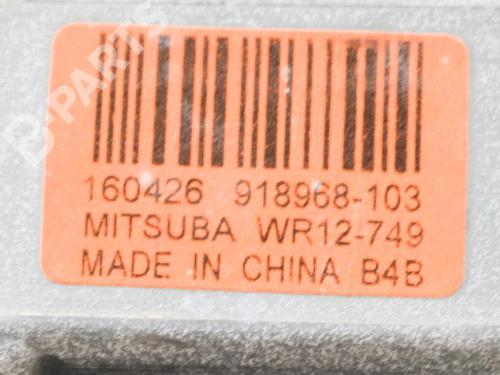 B-PARTS
160426 918968-103
MITSUBA WR12-749
MADE IN CHINA B4B